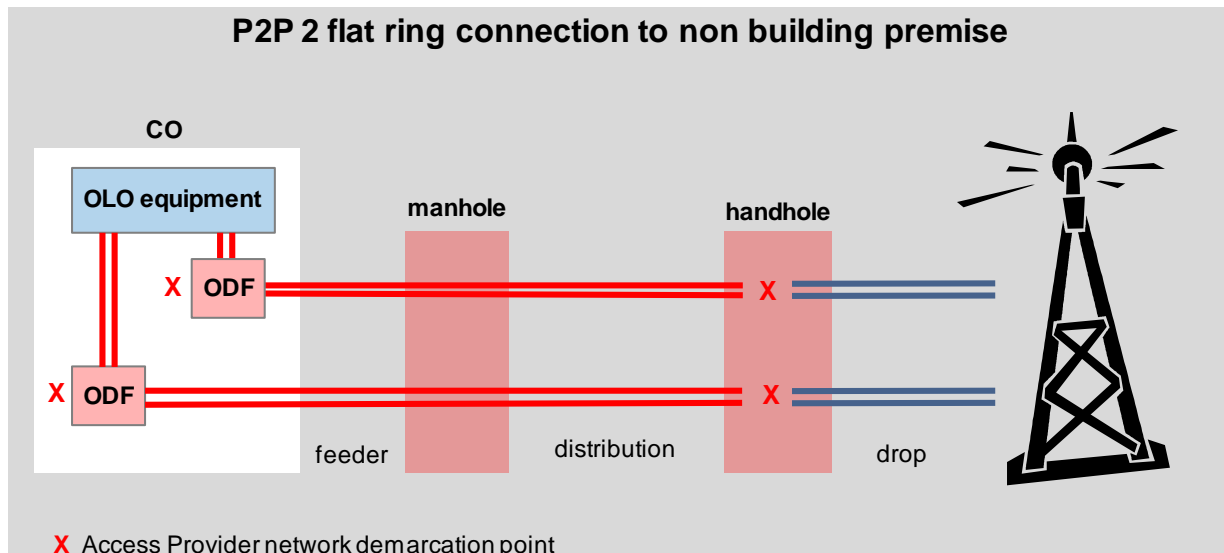 P2P 2 flat ring connection to non building premise
CO
OLO equipment
manhole
handhole
X ODF
X
X ODF
X
feeder
distribution
drop
X Access Provider network demarcation point